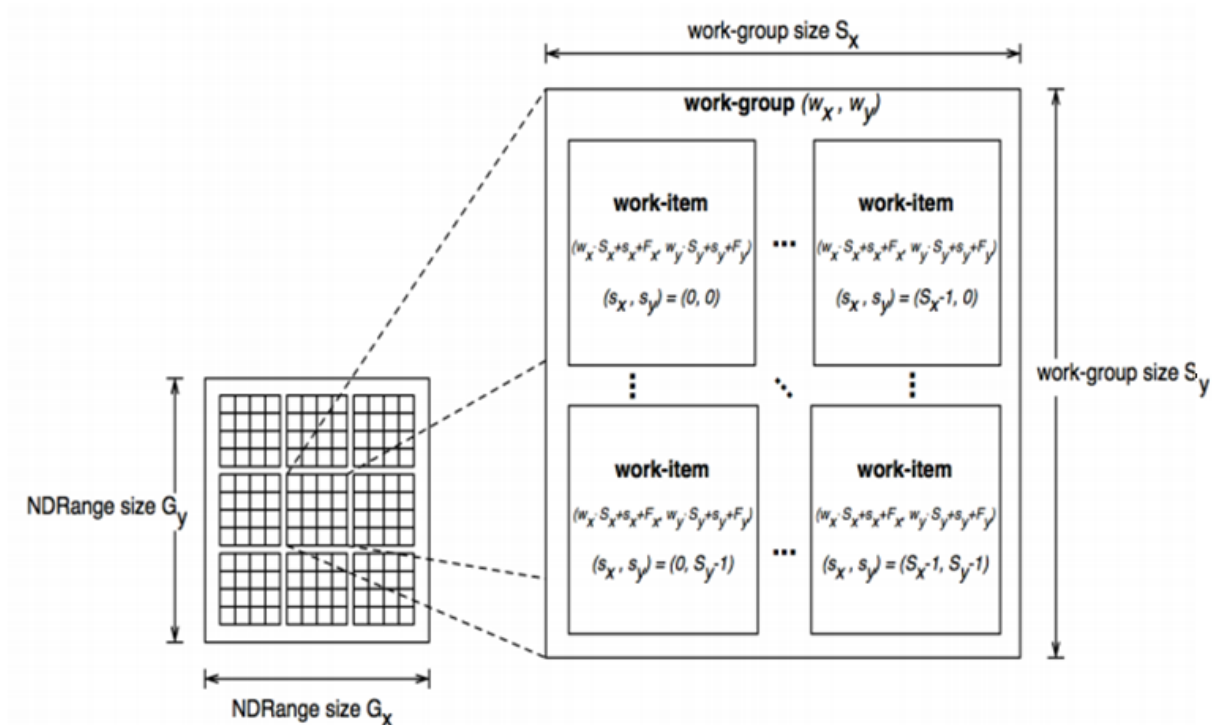 work-group size Sx
work-group (wx , wy)
work-item
work-item
(wx·Sx+sx+Fx, wy·Sy+sy+Fy)
...
(wx·Sx+sx+Fx, wy·Sy+sy+Fy)
(sx , sy) = (0, 0)
(sx , sy) = (Sx-1, 0)
work-group size Sy
work-item
work-item
NDRange size Gy
(wx·Sx+sx+Fx, wy·Sy+sy+Fy)
(wx·Sx+sx+Fx, wy·Sy+sy+Fy)
...
(sx , sy) = (0, Sy-1)
(sx , sy) = (Sx-1, Sy-1)
NDRange size Gx